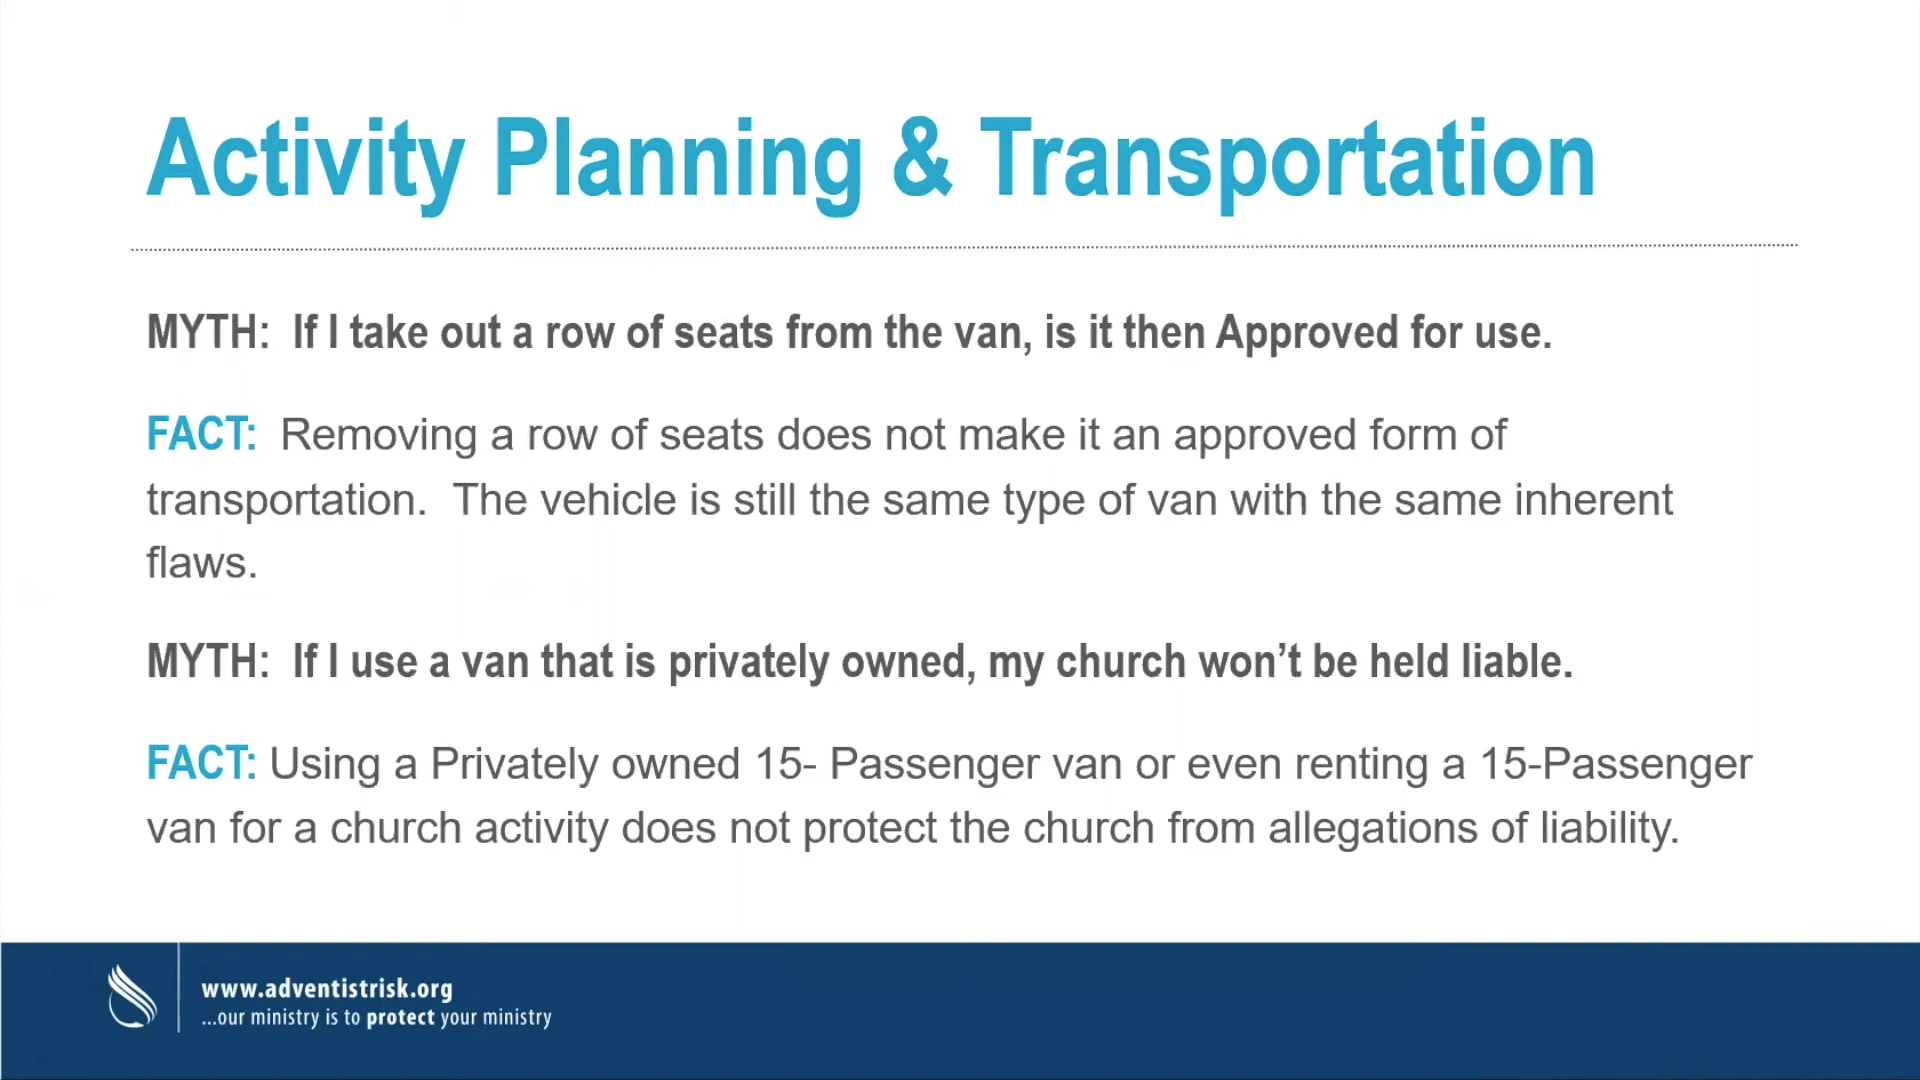 Activity Planning & Transportation
MYTH:  If I take out a row of seats from the van, is it then Approved for use.
FACT:  Removing a row of seats does not make it an approved form of
transportation.  The vehicle is still the same type of van with the same inherent
flaws.
MYTH:  If I use a van that is privately owned, my church won’t be held liable.
FACT: Using a Privately owned 15- Passenger van or even renting a 15-Passenger
van for a church activity does not protect the church from allegations of liability.
www.adventistrisk.org
...our ministry is to protect your ministry